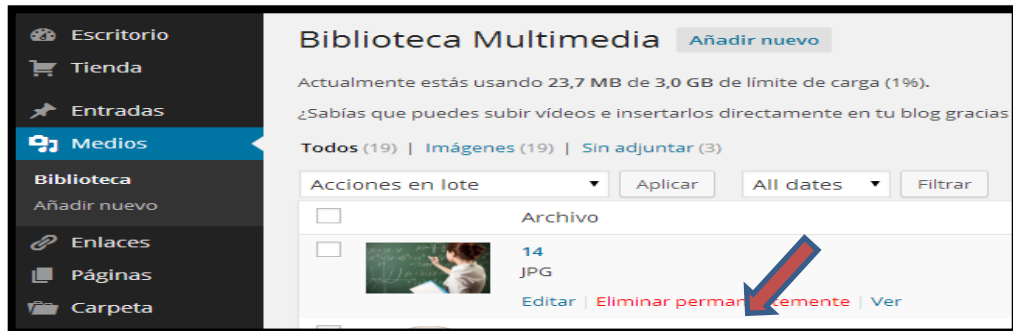 Escritorio
Tienda
Entradas
Medios
Biblioteca
Añadir nuevo
Enlaces
Páginas
Carpeta
Biblioteca Multimedia Añadir nuevo
Actualmente estás usando 23,7 MB de 3,0 GB de límite de carga (1%).
¿Sabías que puedes subir vídeos e insertarlos directamente en tu blog gracias
Todos (19) | Imágenes (19) | Sin adjuntar (3)
Acciones en lote Aplicar All dates Filtrar
Archivo
14
JPG
Editar | Eliminar permanentemente | Ver